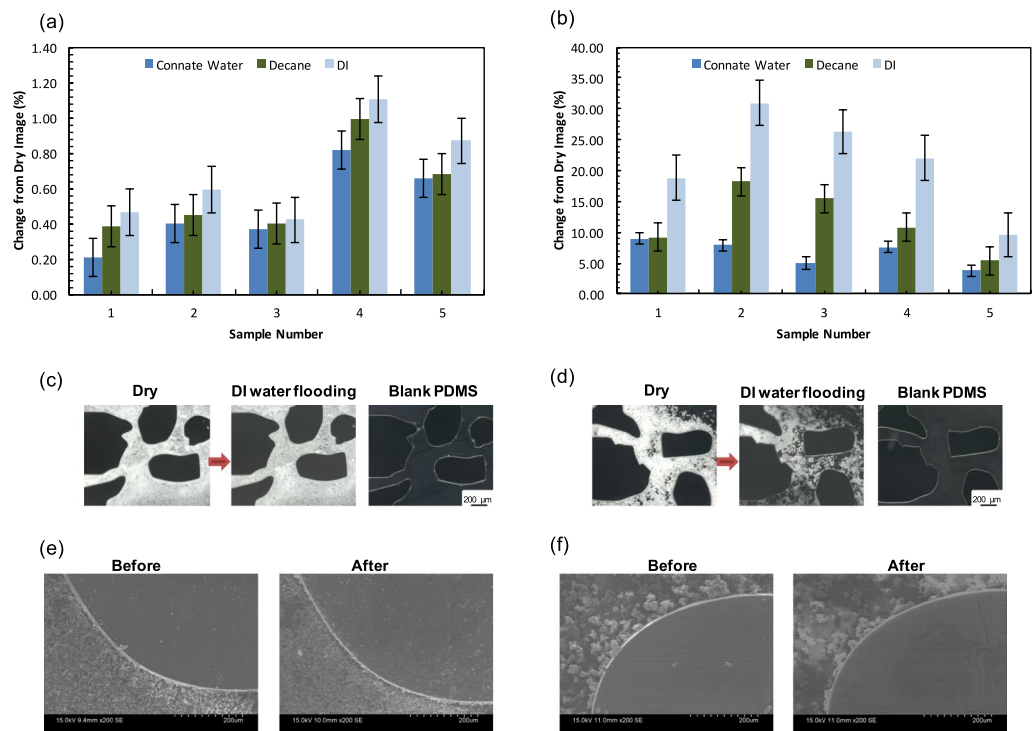 (a)
1.40
1.20
1.00
0.80
0.60
0.40
0.20
0.00
Change from Dry Image (%)
Connate Water Decane DI
1 2 3 4 5
Sample Number
(b)
40.00
35.00
30.00
25.00
20.00
15.00
10.00
5.00
0.00
Change from Dry Image (%)
Connate Water Decane DI
1 2 3 4 5
Sample Number
(c)
Dry DI water flooding Blank PDMS
200 μm
(d)
Dry DI water flooding Blank PDMS
200 μm
(e)
Before After
15.0kV 9.4mm x200 SE 200um
15.0kV 10.0mm x200 SE 200um
(f)
Before After
15.0kV 11.0mm x200 SE 200um
15.0kV 11.0mm x200 SE 200um